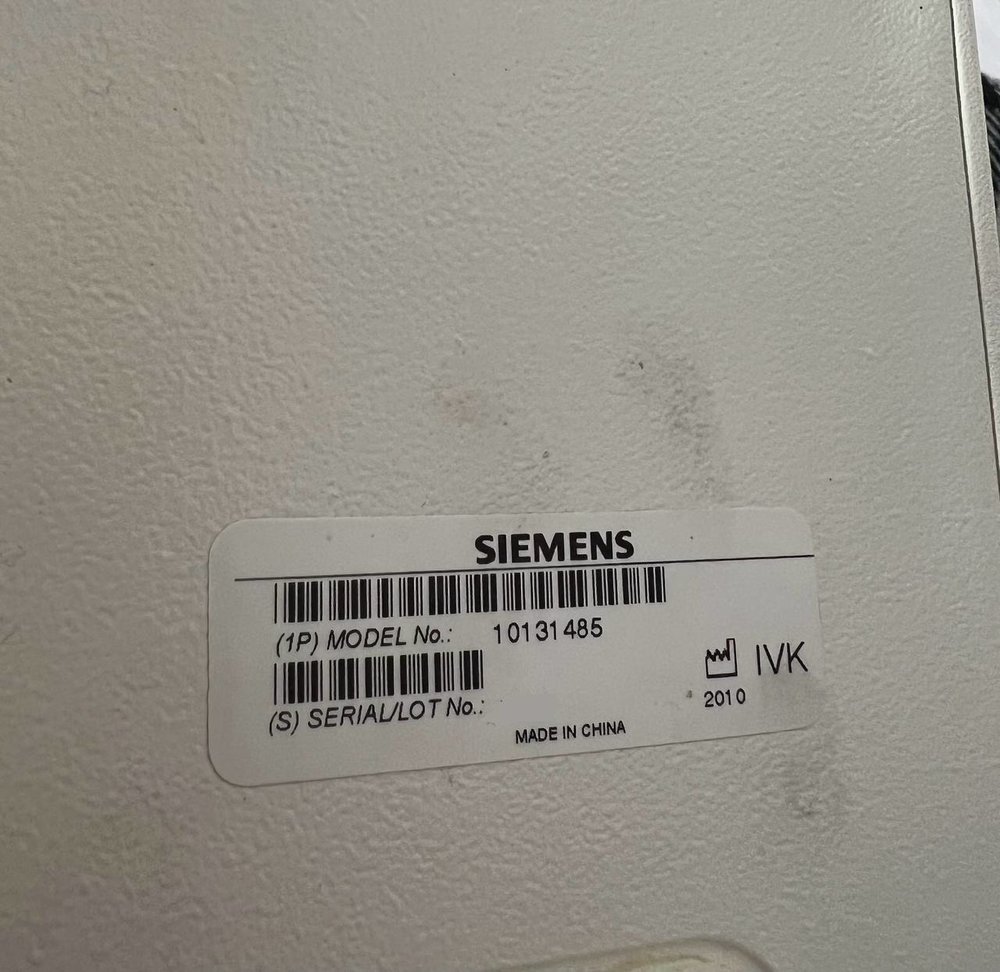 SIEMENS
(1P) MODEL No.: 10131485
(S) SERIAL/LOT No.:
IVK
2010
MADE IN CHINA